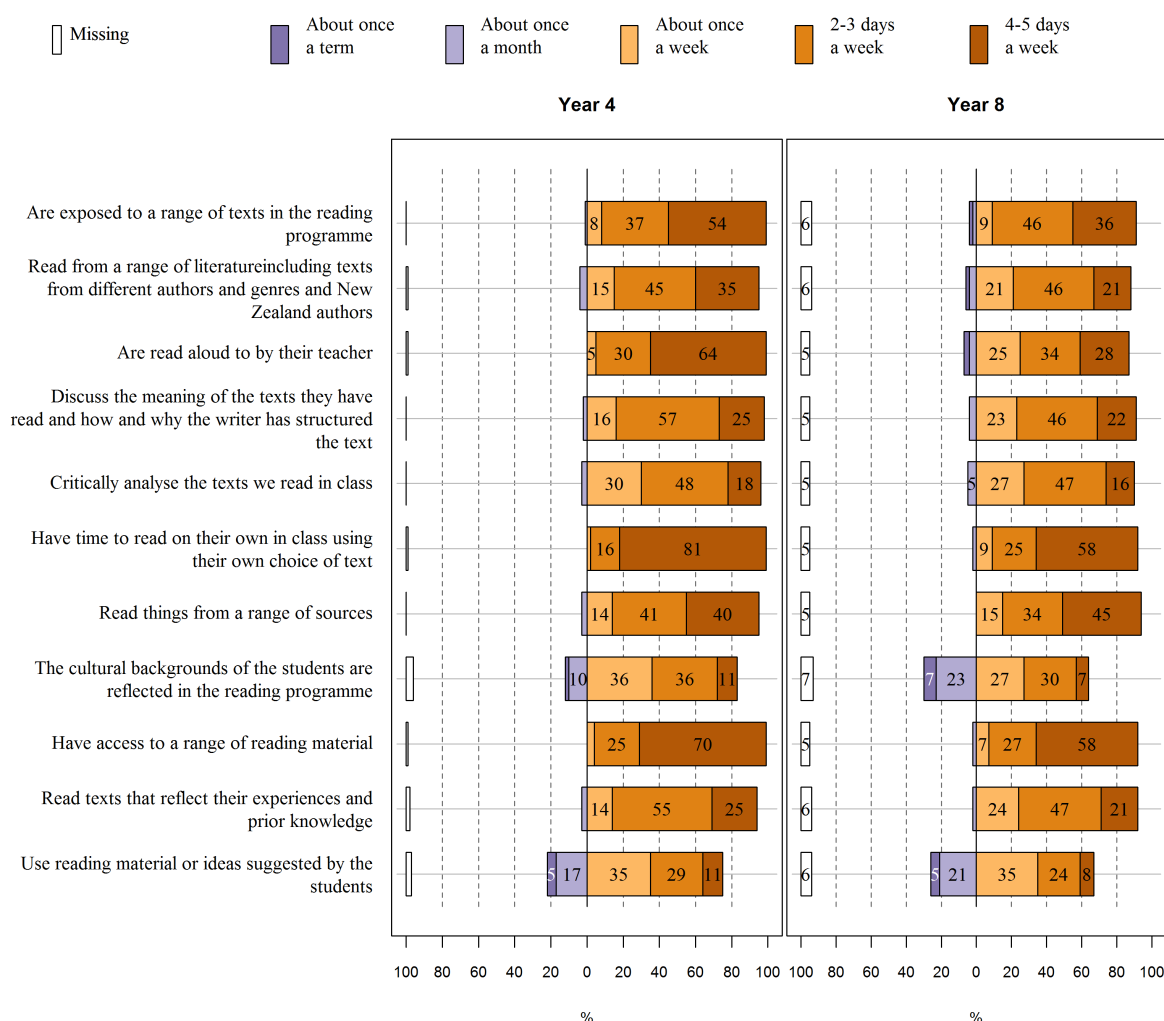 Missing
About once
a term
About once
a month
About once
a week
2-3 days
a week
4-5 days
a week
Year 4
Year 8
Are exposed to a range of texts in the reading
programme
8 37 54
6 9 46 36
Read from a range of literatureincluding texts
from different authors and genres and New
Zealand authors
15 45 35
6 21 46 21
Are read aloud to by their teacher
5 30 64
5 25 34 28
Discuss the meaning of the texts they have
read and how and why the writer has structured
the text
16 57 25
5 23 46 22
Critically analyse the texts we read in class
30 48 18
5 5 27 47 16
Have time to read on their own in class using
their own choice of text
16 81
5 9 25 58
Read things from a range of sources
14 41 40
5 15 34 45
The cultural backgrounds of the students are
reflected in the reading programme
10 36 36 11
7 7 23 27 30 7
Have access to a range of reading material
25 70
5 7 27 58
Read texts that reflect their experiences and
prior knowledge
14 55 25
6 24 47 21
Use reading material or ideas suggested by the
students
5 17 35 29 11
6 5 21 35 24 8
100 80 60 40 20 0 20 40 60 80 100
100 80 60 40 20 0 20 40 60 80 100
%
%